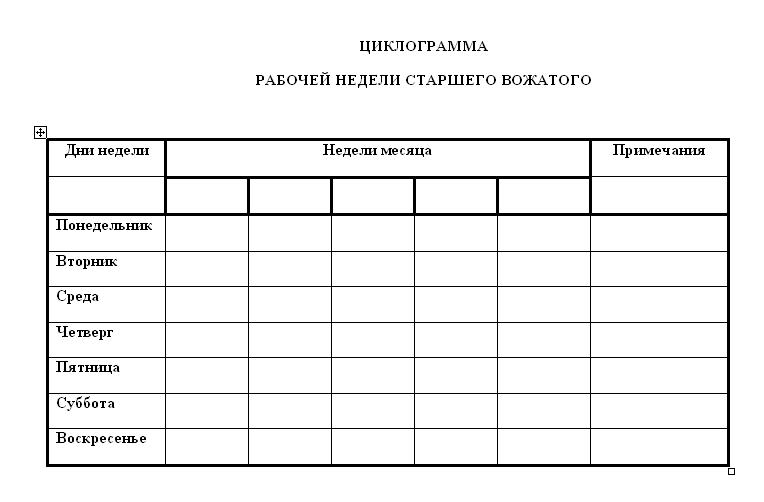 ЦИКЛОГРАММА
РАБОЧЕЙ НЕДЕЛИ СТАРШЕГО ВОЖАТОГО
Дни недели Недели месяца Примечания
Понедельник
Вторник
Среда
Четверг
Пятница
Суббота
Воскресенье